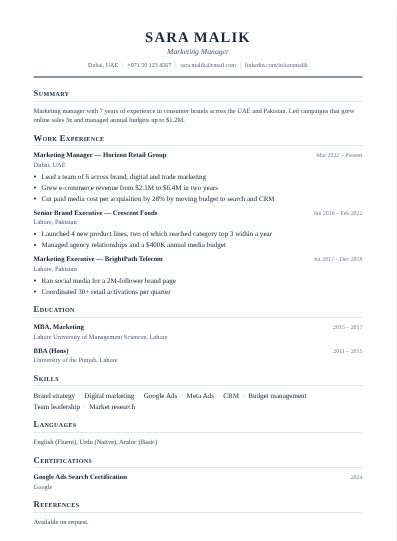 SARA MALIK
Marketing Manager
Dubai, UAE | +971 50 123 4567 | sara.malik@email.com | linkedin.com/in/saramalik
SUMMARY
Marketing manager with 7 years of experience in consumer brands across the UAE and Pakistan. Led campaigns that grew
online sales 3x and managed annual budgets up to $1.2M.
WORK EXPERIENCE
Marketing Manager — Horizon Retail Group Mar 2022 – Present
Dubai, UAE
• Lead a team of 6 across brand, digital and trade marketing
• Grew e-commerce revenue from $2.1M to $6.4M in two years
• Cut paid media cost per acquisition by 28% by moving budget to search and CRM
Senior Brand Executive — Crescent Foods Jan 2019 – Feb 2022
Lahore, Pakistan
• Launched 4 new product lines, two of which reached category top 3 within a year
• Managed agency relationships and a $400K annual media budget
Marketing Executive — BrightPath Telecom Jul 2017 – Dec 2018
Lahore, Pakistan
• Ran social media for a 2M-follower brand page
• Coordinated 30+ retail activations per quarter
EDUCATION
MBA, Marketing 2015 – 2017
Lahore University of Management Sciences, Lahore
BBA (Hons) 2011 – 2015
University of the Punjab, Lahore
SKILLS
Brand strategy · Digital marketing · Google Ads · Meta Ads · CRM · Budget management
Team leadership · Market research
LANGUAGES
English (Fluent), Urdu (Native), Arabic (Basic)
CERTIFICATIONS
Google Ads Search Certification 2024
Google
REFERENCES
Available on request.